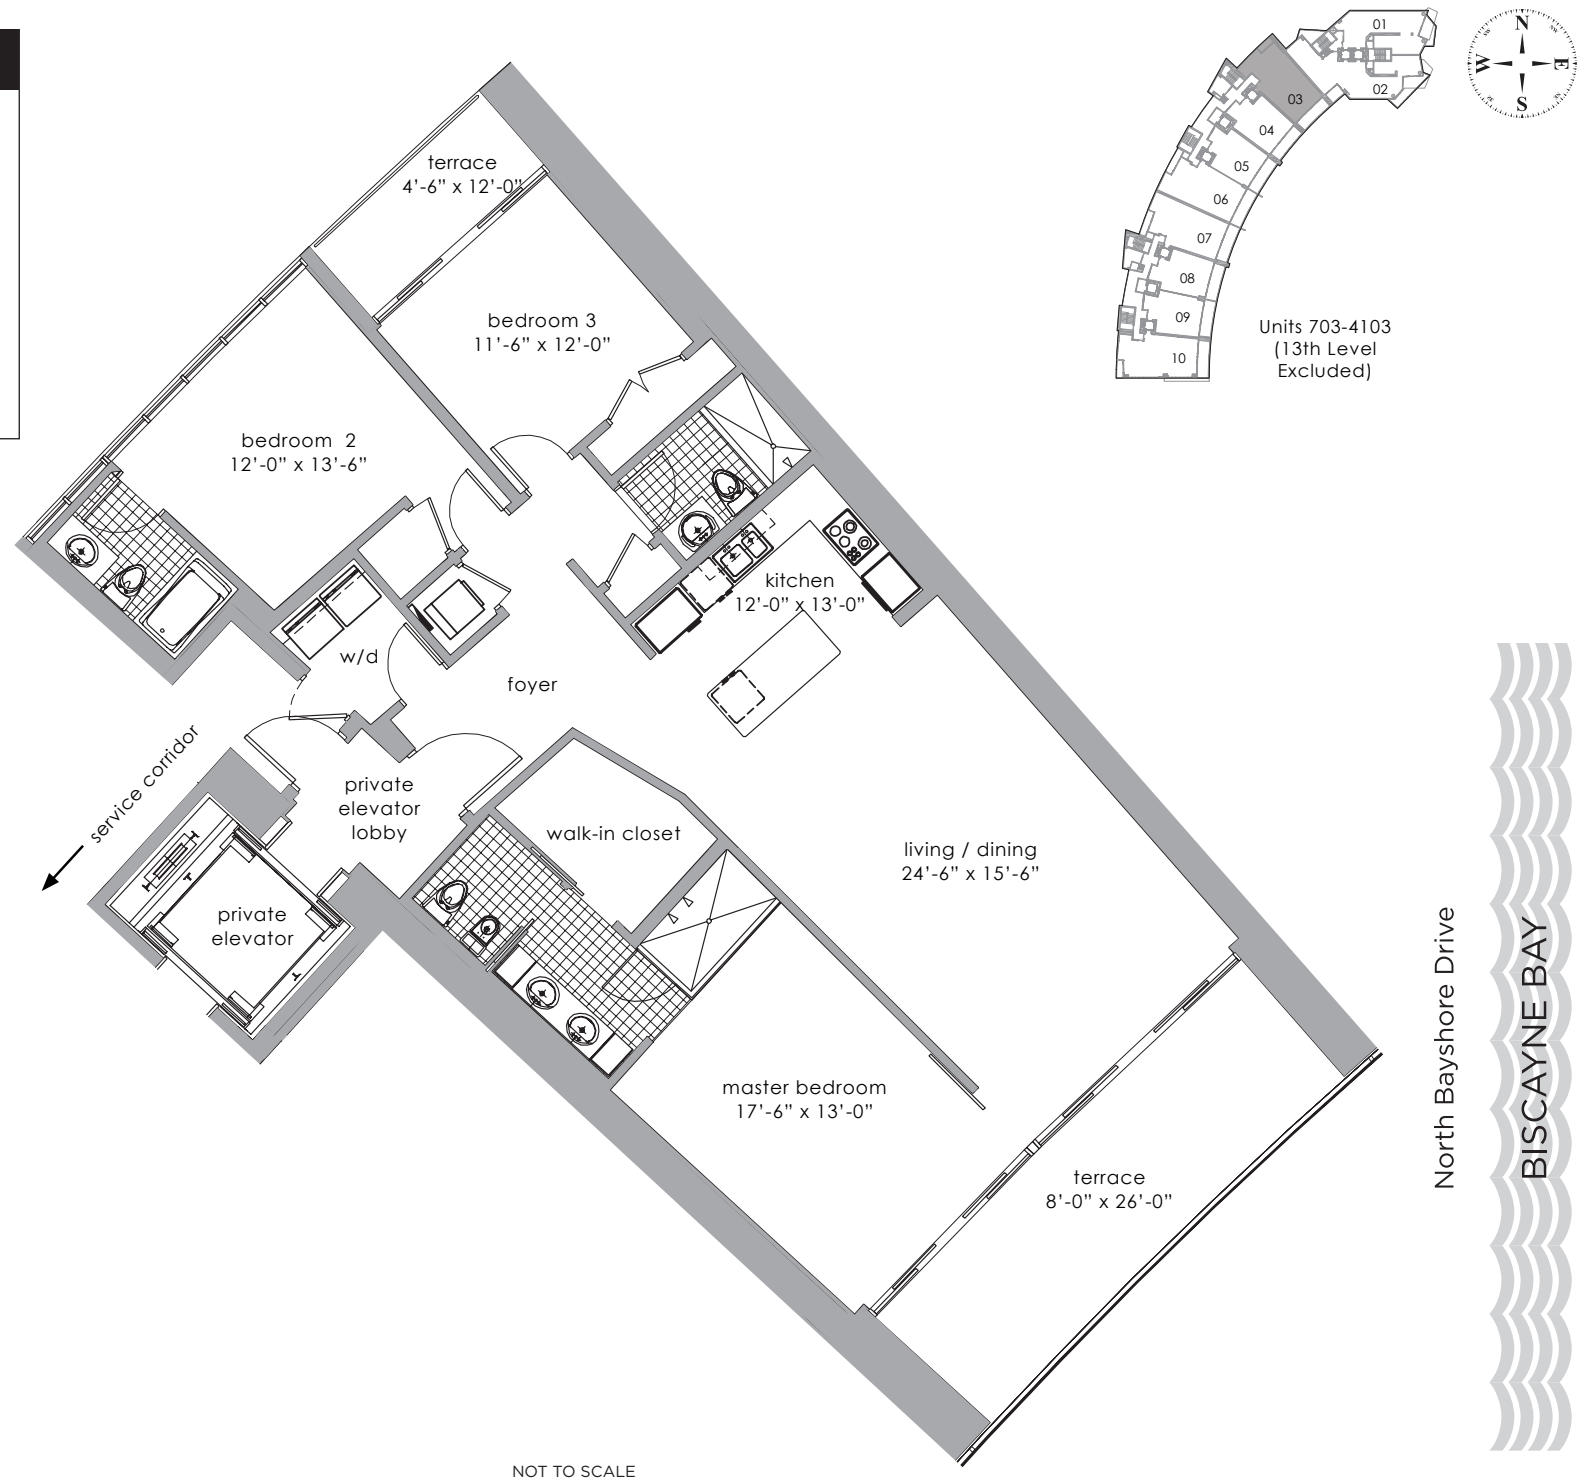 terrace
4'-6" x 12'-0"
bedroom 3
11'-6" x 12'-0"
bedroom 2
12'-0" x 13'-6"
kitchen
12'-0" x 13'-0"
w/d
foyer
service corridor
private
elevator
lobby
walk-in closet
living / dining
24'-6" x 15'-6"
private
elevator
master bedroom
17'-6" x 13'-0"
terrace
8'-0" x 26'-0"
01
02
03
04
05
06
07
08
09
10
Units 703-4103
(13th Level
Excluded)
N
W
E
S
North Bayshore Drive
BISCAYNE BAY
NOT TO SCALE